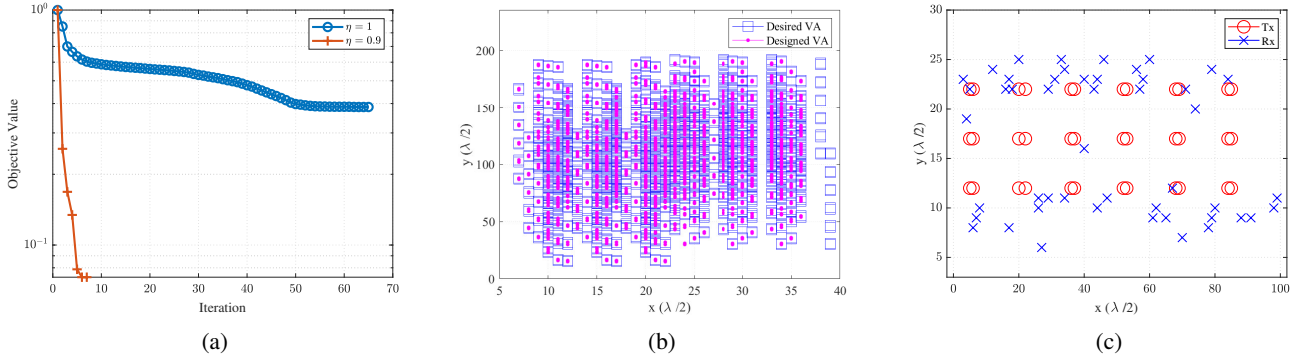 10^0
10^{-1}
Objective Value
0 10 20 30 40 50 60 70
Iteration
η = 1
η = 0.9
(a)
200
150
100
50
0
y (λ/2)
5 10 15 20 25 30 35 40
x (λ/2)
Desired VA
Designed VA
(b)
30
25
20
15
10
5
y (λ/2)
0 20 40 60 80 100
x (λ/2)
Tx
Rx
(c)